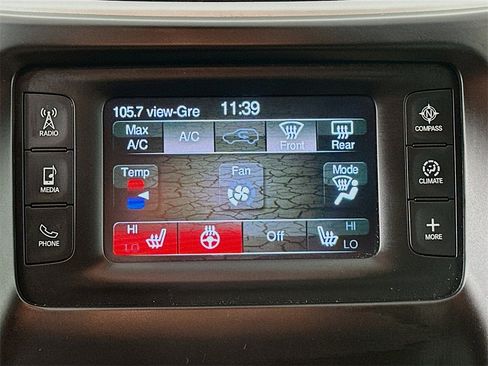 105.7 view-Gre 11:39
Max A/C
A/C
Front
Rear
Temp
Fan
Mode
HI
LO
Off
HI
LO
RADIO
MEDIA
PHONE
COMPASS
CLIMATE
MORE